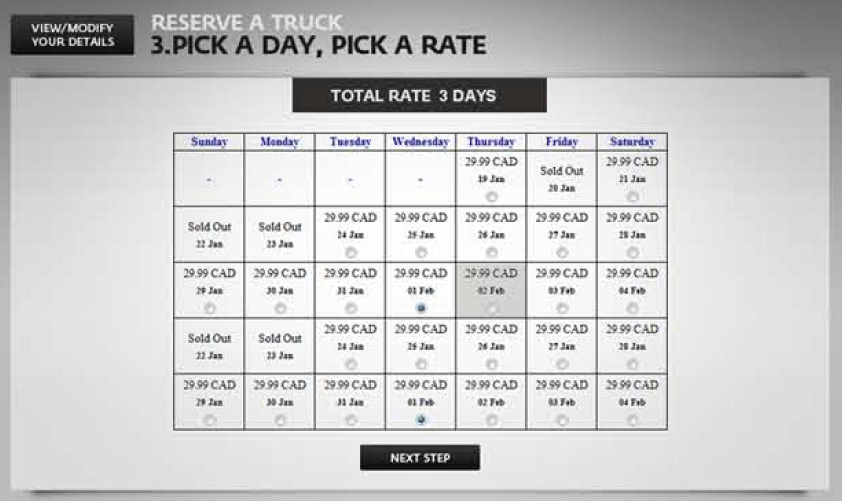 VIEW/MODIFY
YOUR DETAILS
RESERVE A TRUCK
3.PICK A DAY, PICK A RATE
TOTAL RATE 3 DAYS
Sunday Monday Tuesday Wednesday Thursday Friday Saturday
29.99 CAD Sold Out 29.99 CAD
- - - - 19 Jan 20 Jan 21 Jan
Sold Out Sold Out 29.99 CAD 29.99 CAD 29.99 CAD 29.99 CAD 29.99 CAD
22 Jan 23 Jan 24 Jan 25 Jan 26 Jan 27 Jan 28 Jan
29.99 CAD 29.99 CAD 29.99 CAD 29.99 CAD 29.99 CAD 29.99 CAD 29.99 CAD
29 Jan 30 Jan 31 Jan 01 Feb 02 Feb 03 Feb 04 Feb
Sold Out Sold Out 29.99 CAD 29.99 CAD 29.99 CAD 29.99 CAD 29.99 CAD
22 Jan 23 Jan 24 Jan 25 Jan 26 Jan 27 Jan 28 Jan
29.99 CAD 29.99 CAD 29.99 CAD 29.99 CAD 29.99 CAD 29.99 CAD 29.99 CAD
29 Jan 30 Jan 31 Jan 01 Feb 02 Feb 03 Feb 04 Feb
NEXT STEP